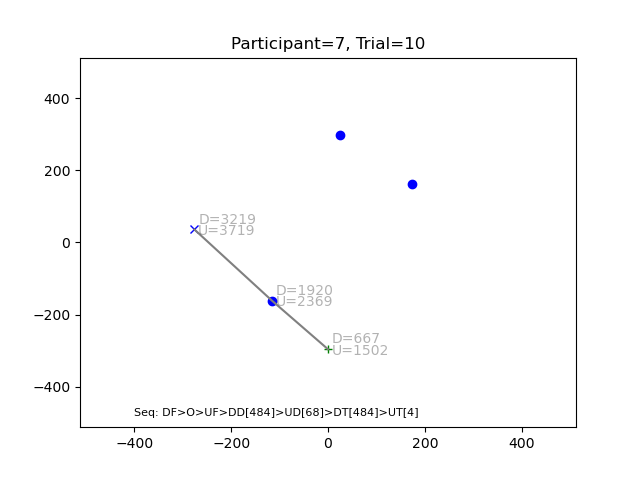 Participant=7, Trial=10
400
200
0
−200
−400
D=3219
U=3719
D=1920
U=2369
D=667
U=1502
Seq: DF>O>UF>DD[484]>UD[68]>DT[484]>UT[4]
−400 −200 0 200 400